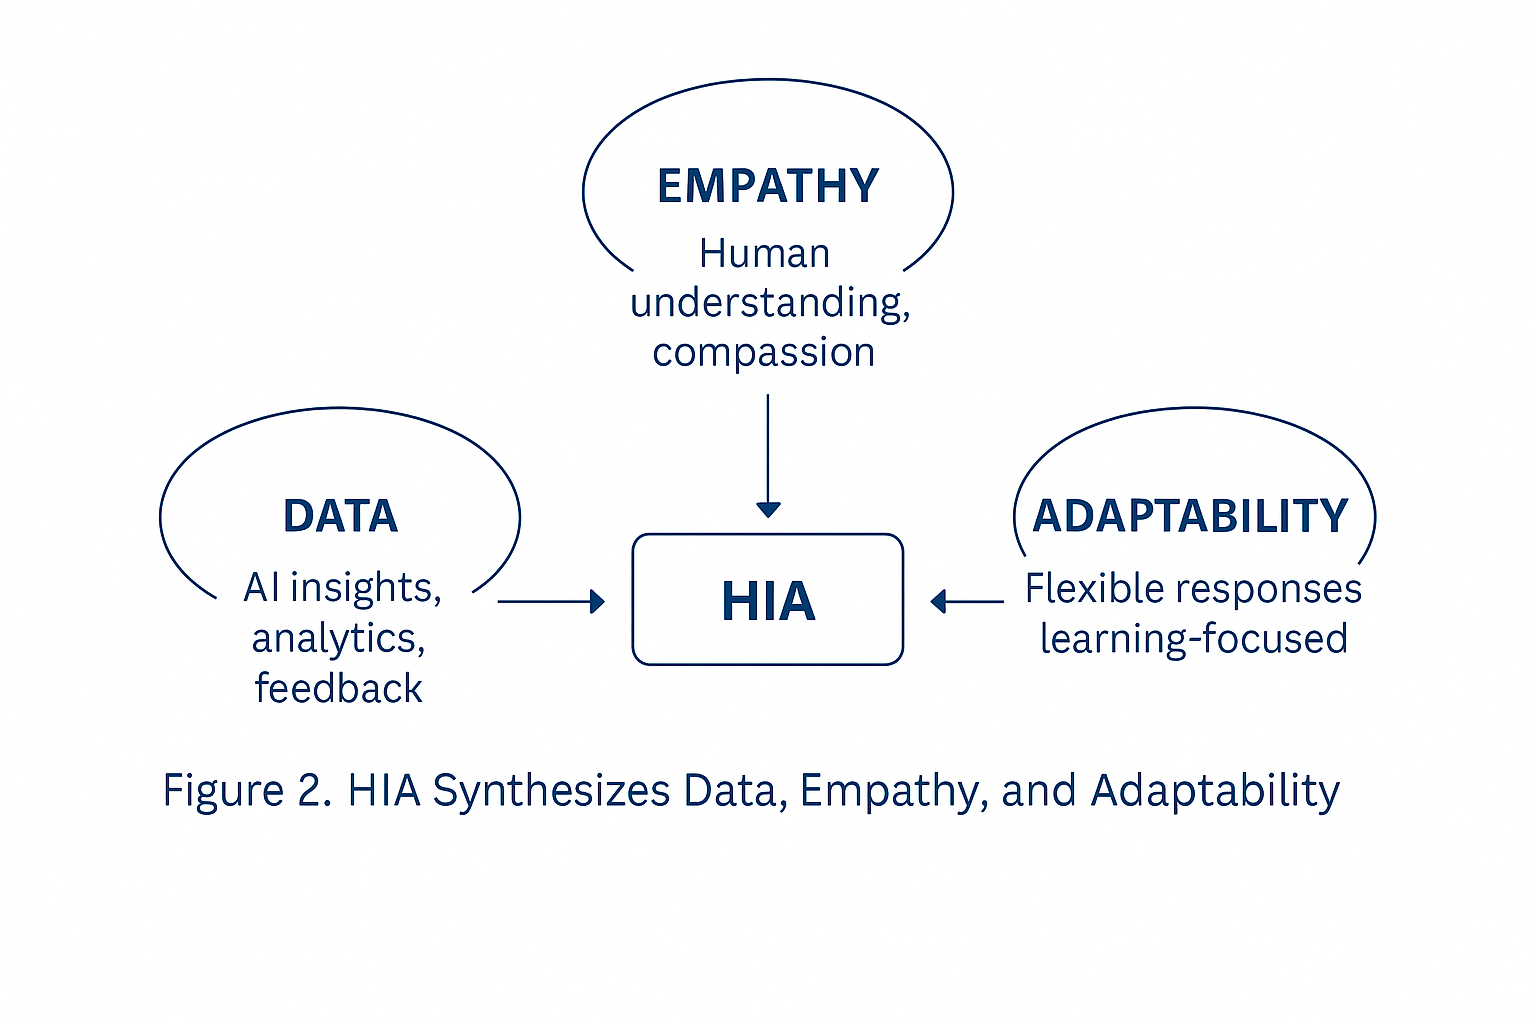 EMPATHY
Human
understanding,
compassion
DATA
AI insights,
analytics,
feedback
HIA
ADAPTABILITY
Flexible responses
learning-focused
Figure 2. HIA Synthesizes Data, Empathy, and Adaptability